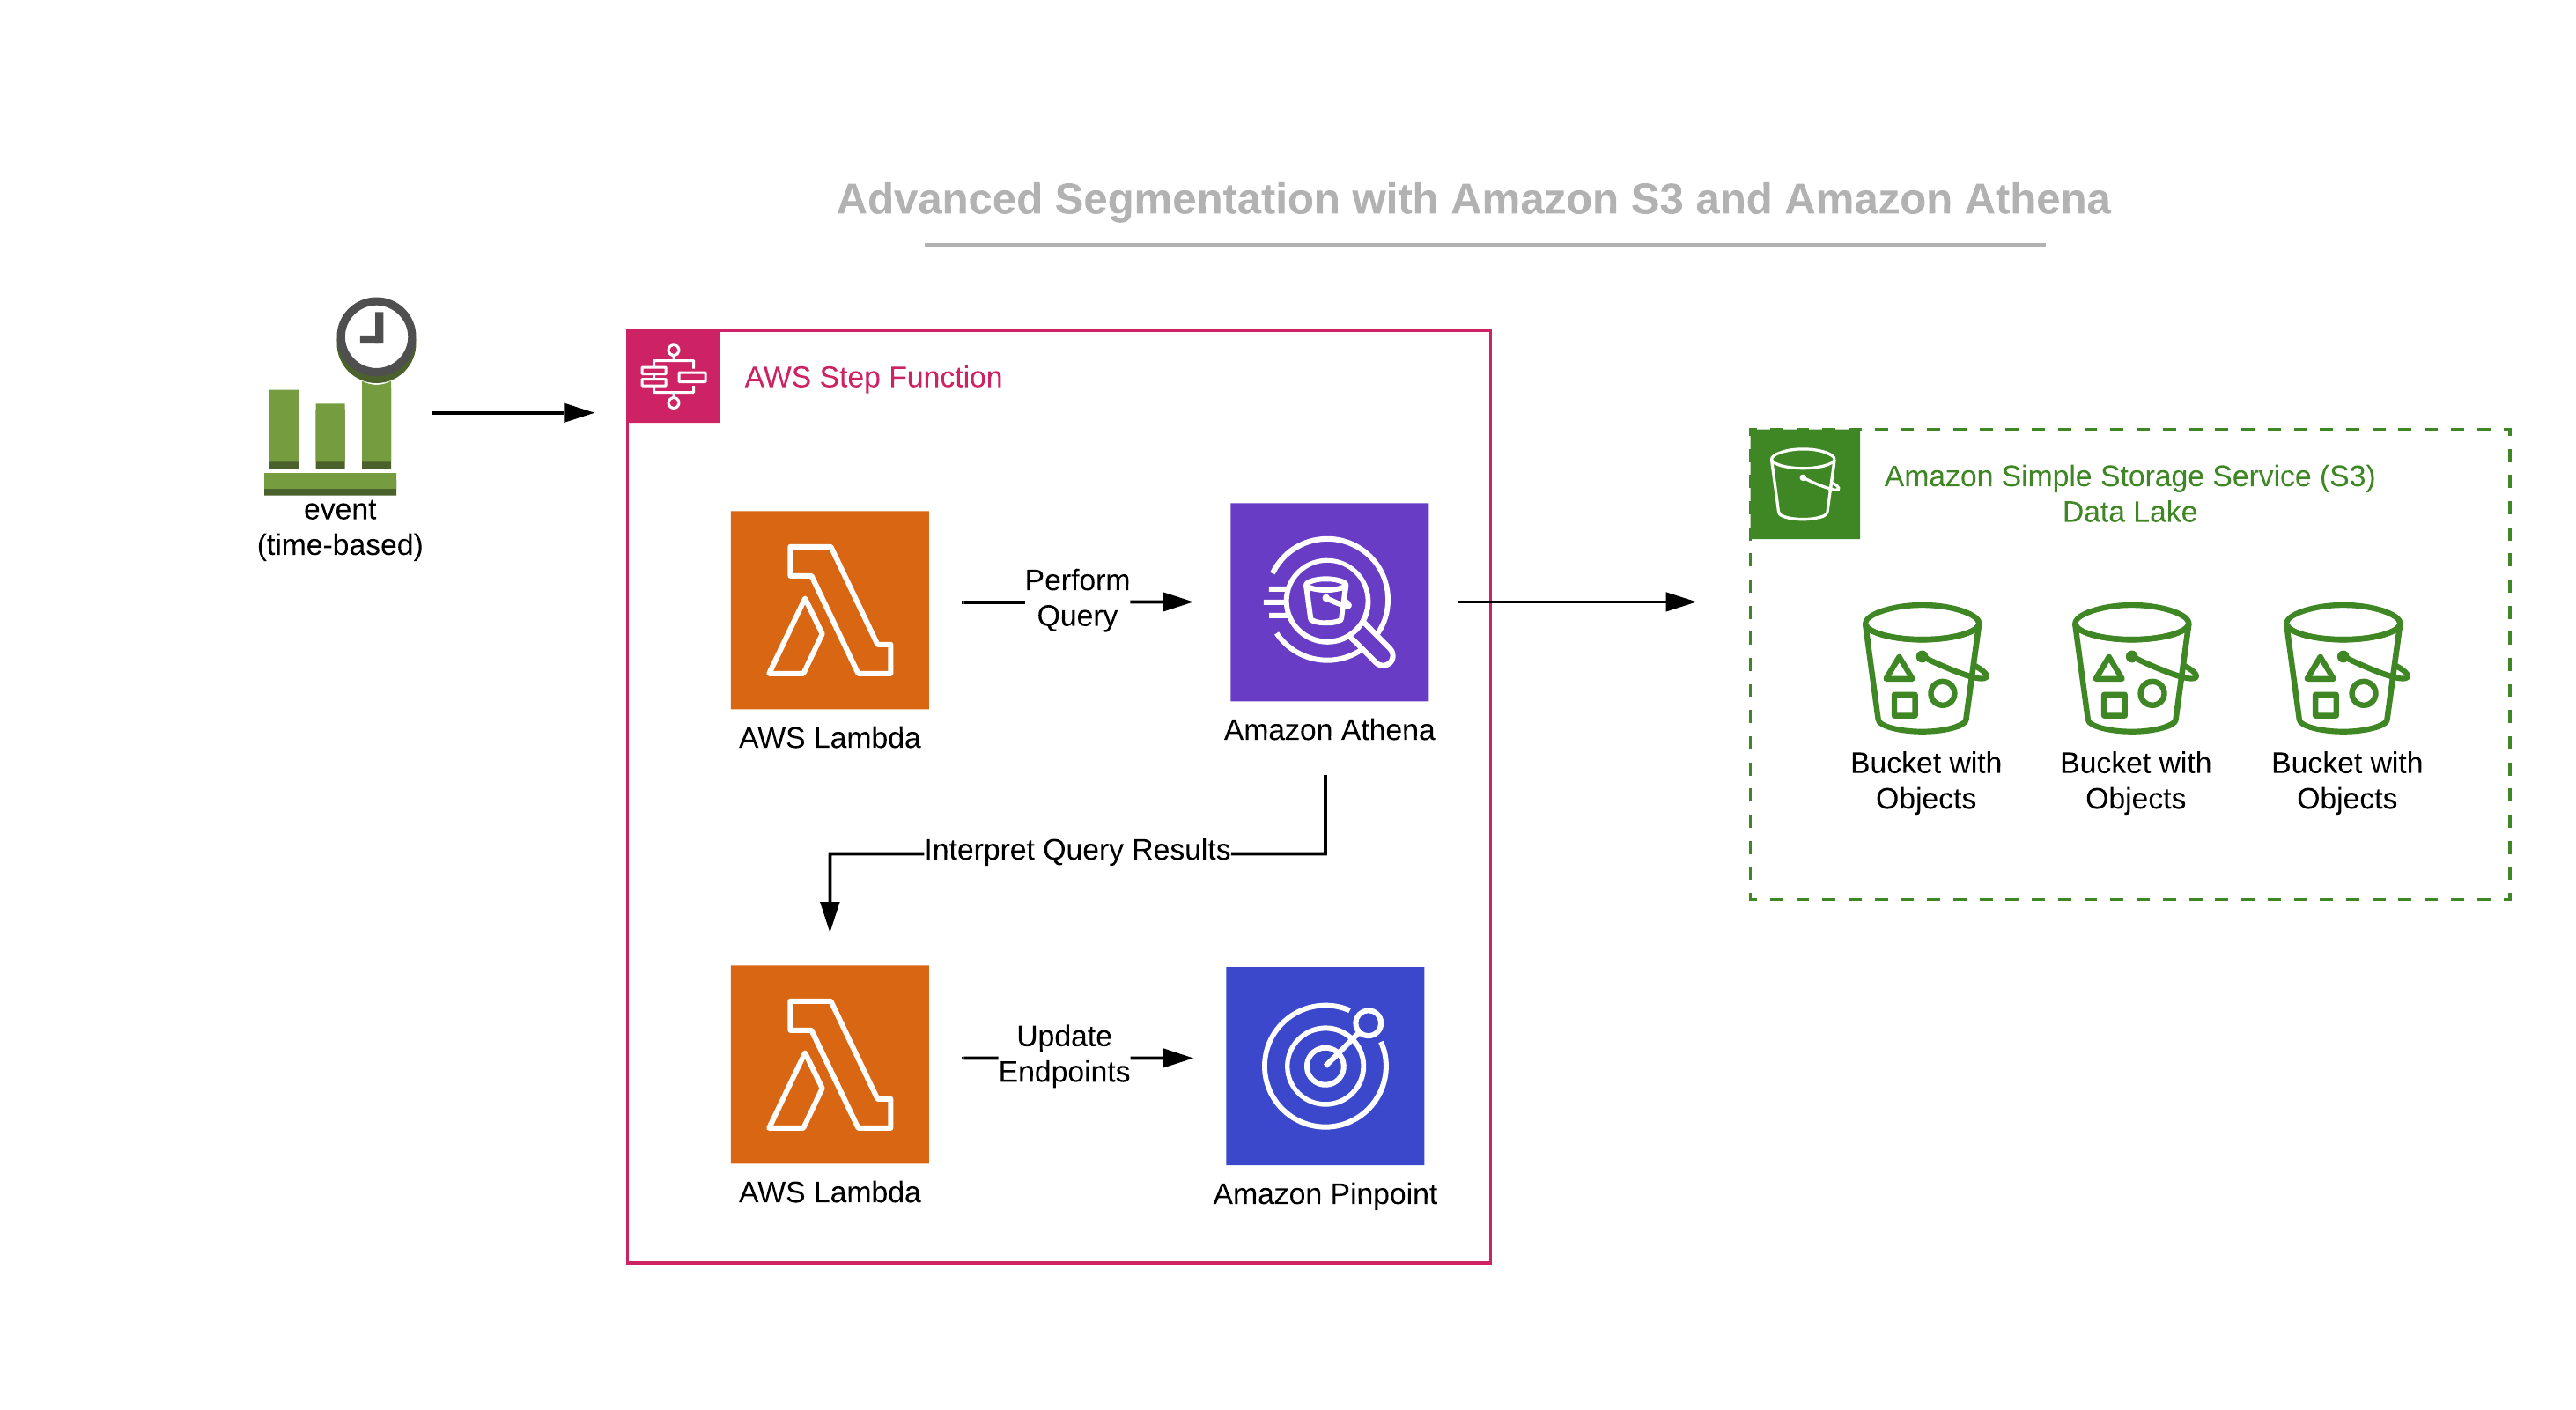 Advanced Segmentation with Amazon S3 and Amazon Athena
event
(time-based)
AWS Step Function
AWS Lambda
Perform
Query
Amazon Athena
Interpret Query Results
AWS Lambda
Update
Endpoints
Amazon Pinpoint
Amazon Simple Storage Service (S3)
Data Lake
Bucket with
Objects
Bucket with
Objects
Bucket with
Objects